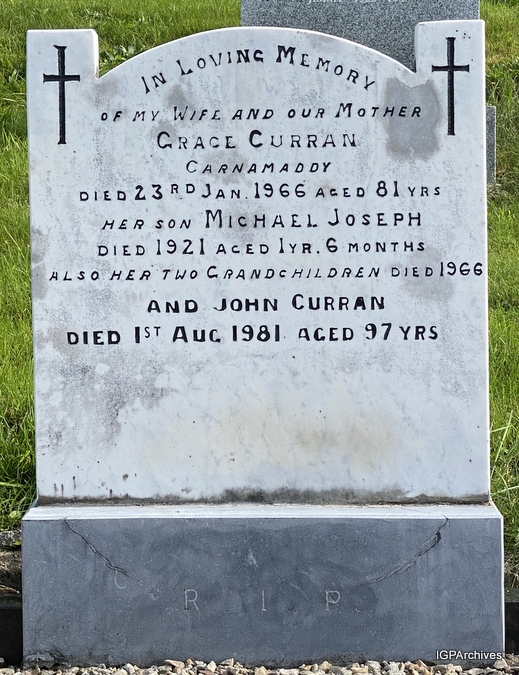 In Loving Memory
of my Wife and our Mother
Grace Curran
Carnamaddy
died 23rd Jan. 1966 aged 81 yrs
her son Michael Joseph
died 1921 aged 1 yr. 6 months
also her two Grandchildren died 1966
and John Curran
died 1st Aug 1981 aged 97 yrs
R I P
IGPArchives